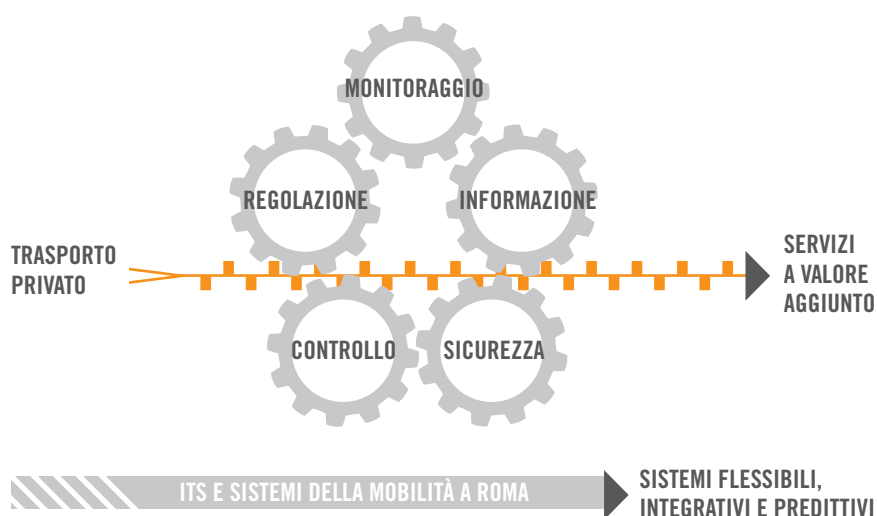 MONITORAGGIO
REGOLAZIONE
INFORMAZIONE
TRASPORTO
PRIVATO
SERVIZI
A VALORE
AGGIUNTO
CONTROLLO
SICUREZZA
ITS E SISTEMI DELLA MOBILITÀ A ROMA
SISTEMI FLESSIBILI,
INTEGRATIVI E PREDITTIVI